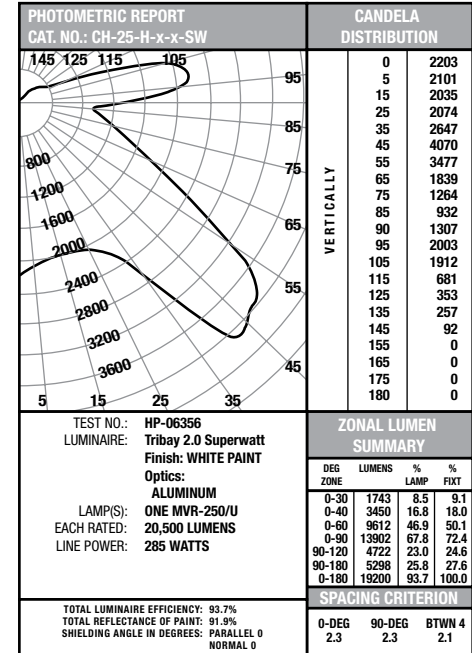 PHOTOMETRIC REPORT
CAT. NO.: CH-25-H-x-x-SW
145 125 115 105
95
85
75
65
55
45
800
1200
1600
2000
2400
2800
3200
3600
5 15 25 35
CANDELA
DISTRIBUTION
VERTICALLY
0 2203
5 2101
15 2035
25 2074
35 2647
45 4070
55 3477
65 1839
75 1264
85 932
90 1307
95 2003
105 1912
115 681
125 353
135 257
145 92
155 0
165 0
175 0
180 0
TEST NO.: HP-06356
LUMINAIRE: Tribay 2.0 Superwatt
Finish: WHITE PAINT
Optics:
ALUMINUM
LAMP(S): ONE MVR-250/U
EACH RATED: 20,500 LUMENS
LINE POWER: 285 WATTS
ZONAL LUMEN
SUMMARY
DEG LUMENS % %
ZONE LAMP FIXT
0-30 1743 8.5 9.1
0-40 3450 16.8 18.0
0-60 9612 46.9 50.1
0-90 13902 67.8 72.4
90-120 4722 23.0 24.6
90-180 5298 25.8 27.6
0-180 19200 93.7 100.0
TOTAL LUMINAIRE EFFICIENCY: 93.7%
TOTAL REFLECTANCE OF PAINT: 91.9%
SHIELDING ANGLE IN DEGREES: PARALLEL 0
NORMAL 0
SPACING CRITERION
0-DEG 90-DEG BTWN 4
2.3 2.3 2.1